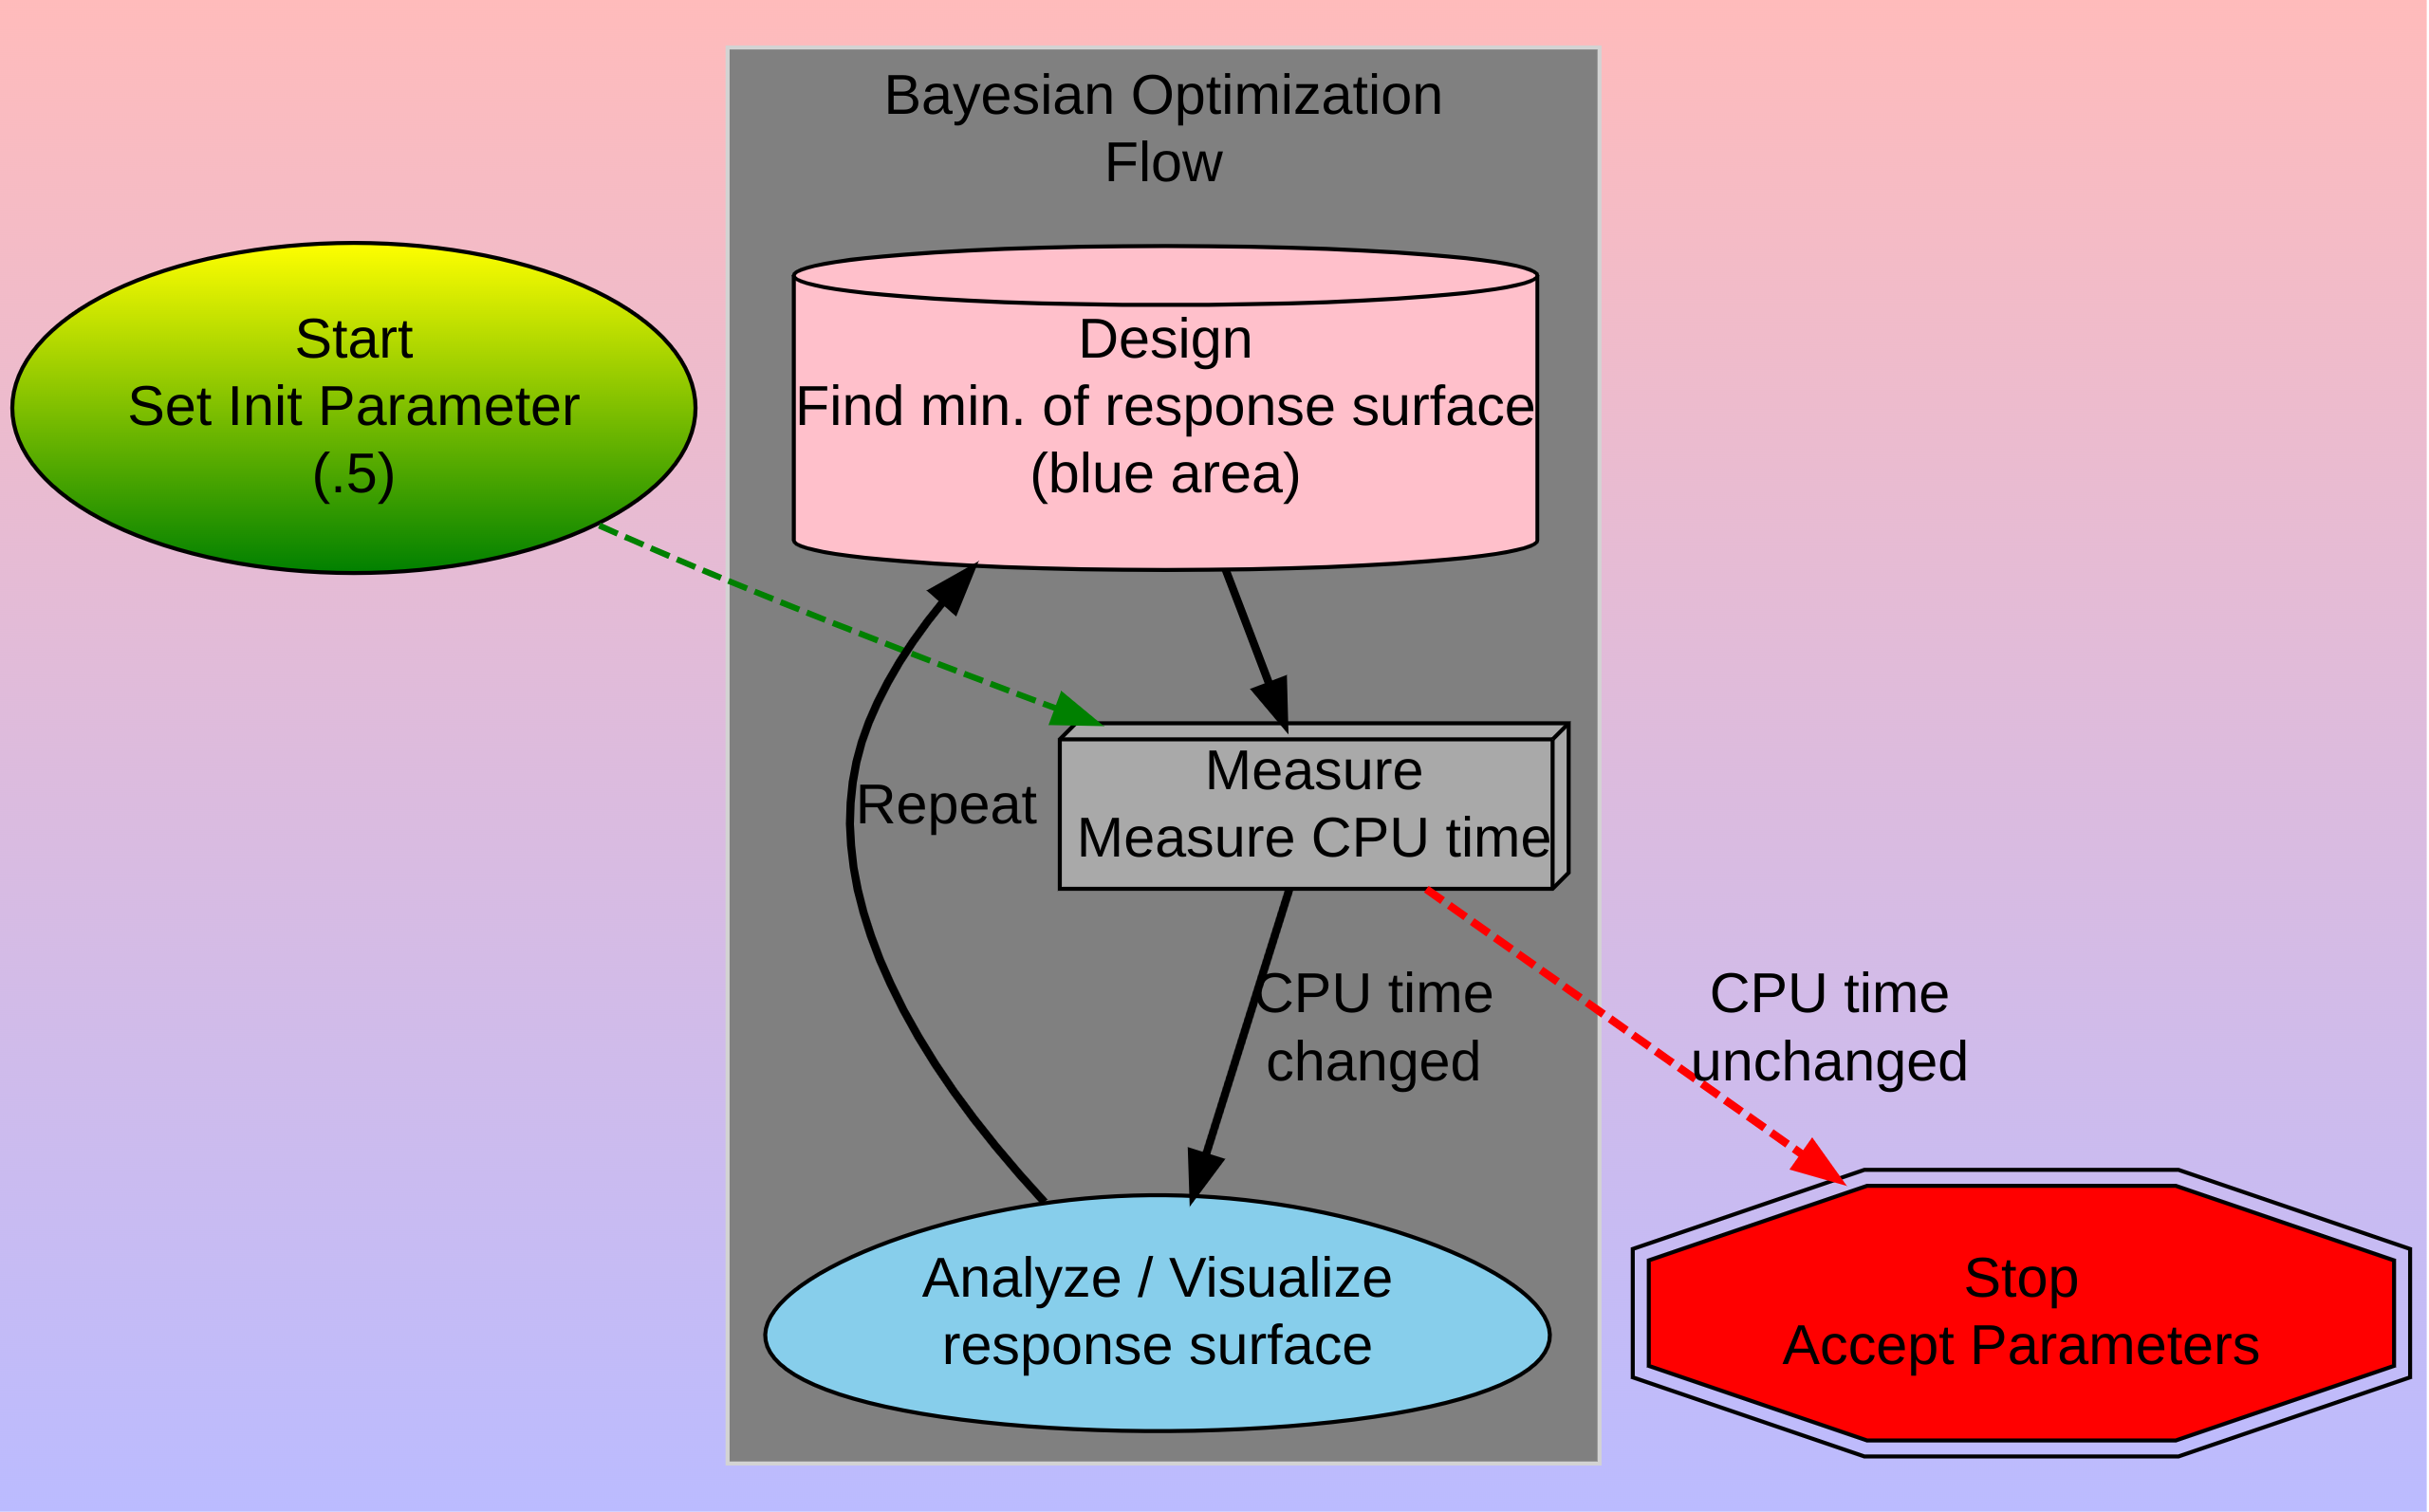 Bayesian Optimization
Flow
Start
Set Init Parameter
(.5)
Design
Find min. of response surface
(blue area)
Repeat
Measure
Measure CPU time
CPU time
changed
CPU time
unchanged
Analyze / Visualize
response surface
Stop
Accept Parameters